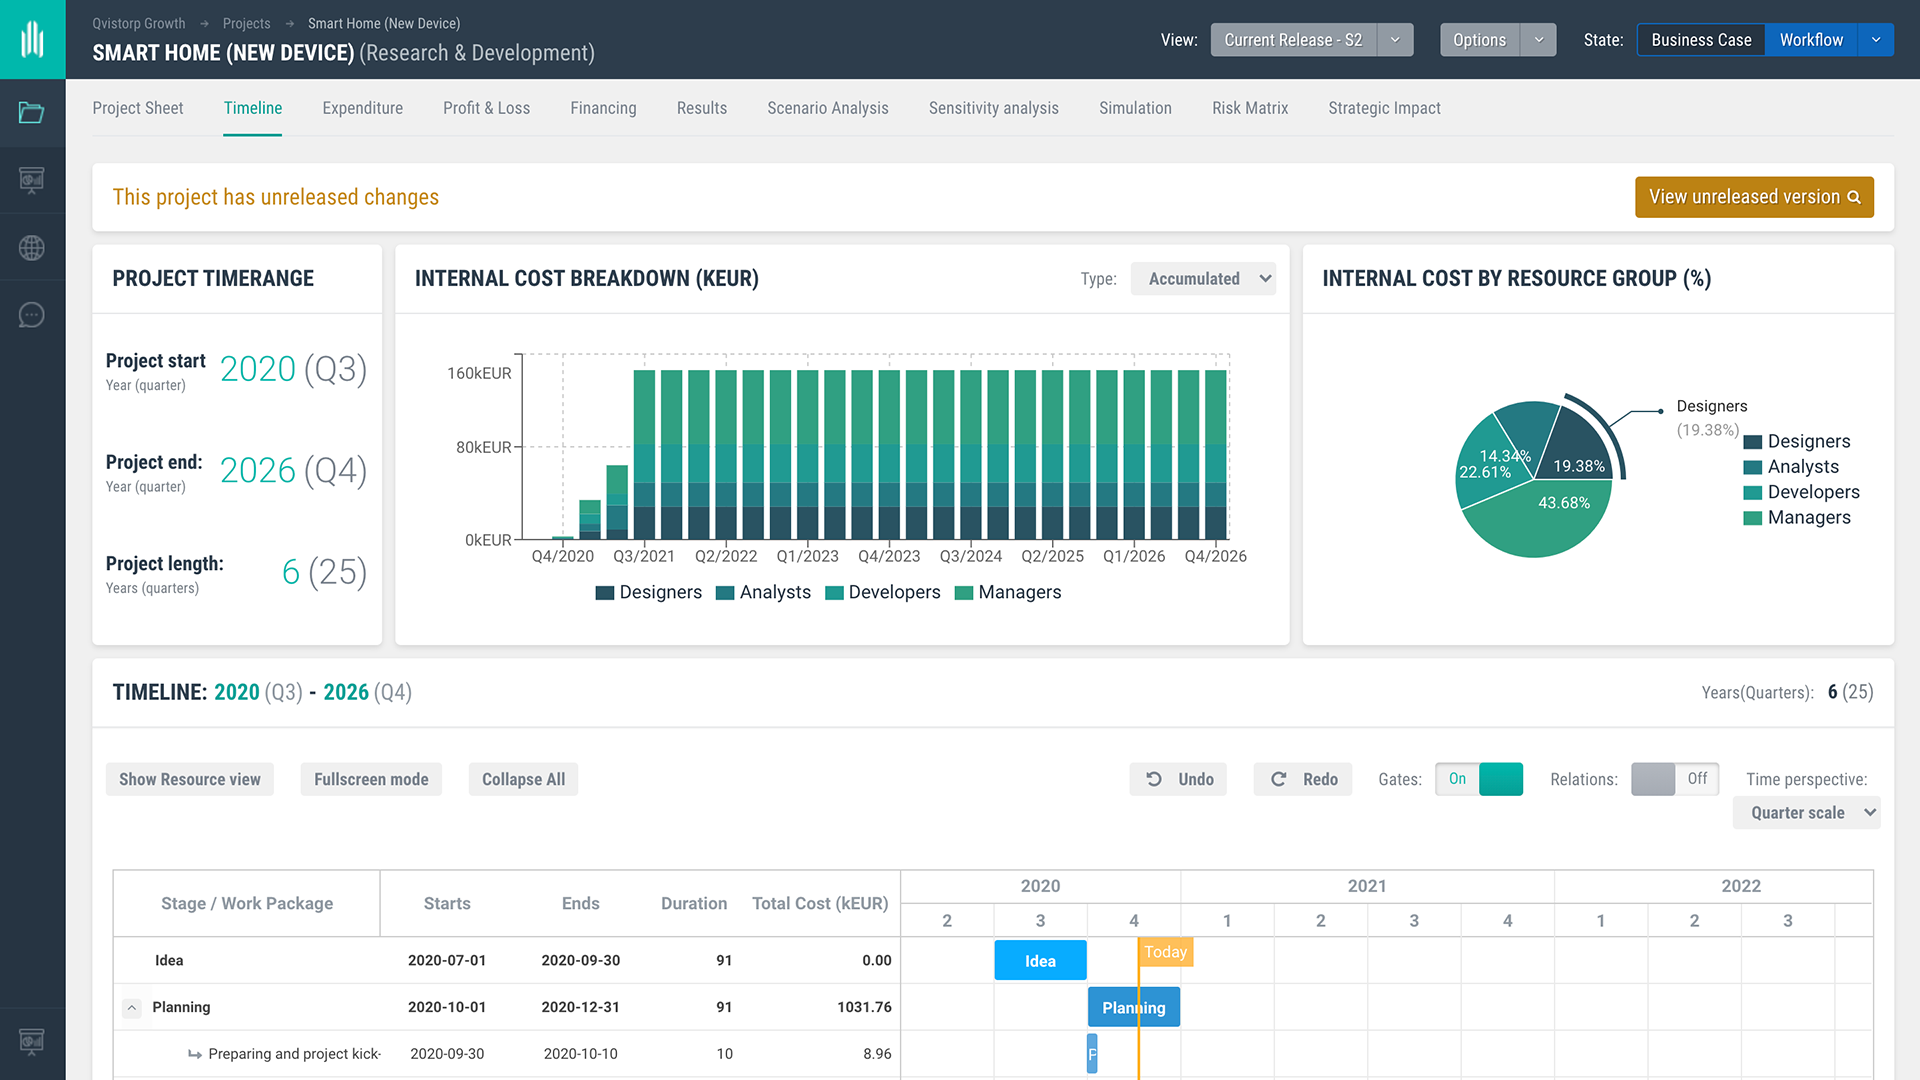 Qvistorp Growth → Projects → Smart Home (New Device)
SMART HOME (NEW DEVICE) (Research & Development)
View: Current Release - S2
Options
State: Business Case Workflow
Project Sheet Timeline Expenditure Profit & Loss Financing Results Scenario Analysis Sensitivity analysis Simulation Risk Matrix Strategic Impact
This project has unreleased changes
View unreleased version
PROJECT TIMERANGE
Project start 2020 (Q3)
Year (quarter)
Project end: 2026 (Q4)
Year (quarter)
Project length: 6 (25)
Years (quarters)
INTERNAL COST BREAKDOWN (KEUR)
Type: Accumulated
160kEUR
80kEUR
0kEUR
Q4/2020 Q3/2021 Q2/2022 Q1/2023 Q4/2023 Q3/2024 Q2/2025 Q1/2026 Q4/2026
Designers Analysts Developers Managers
INTERNAL COST BY RESOURCE GROUP (%)
Designers
(19.38%)
14.34%
22.61%
19.38%
43.68%
Designers
Analysts
Developers
Managers
TIMELINE: 2020 (Q3) - 2026 (Q4)
Years(Quarters): 6 (25)
Show Resource view
Fullscreen mode
Collapse All
Undo
Redo
Gates: On
Relations: Off
Time perspective:
Quarter scale
Stage / Work Package Starts Ends Duration Total Cost (kEUR)
2020 2021 2022
2 3 4 1 2 3 4 1 2 3
Idea 2020-07-01 2020-09-30 91 0.00
Idea
Today
Planning 2020-10-01 2020-12-31 91 1031.76
Planning
Preparing and project kick- 2020-09-30 2020-10-10 10 8.96
P